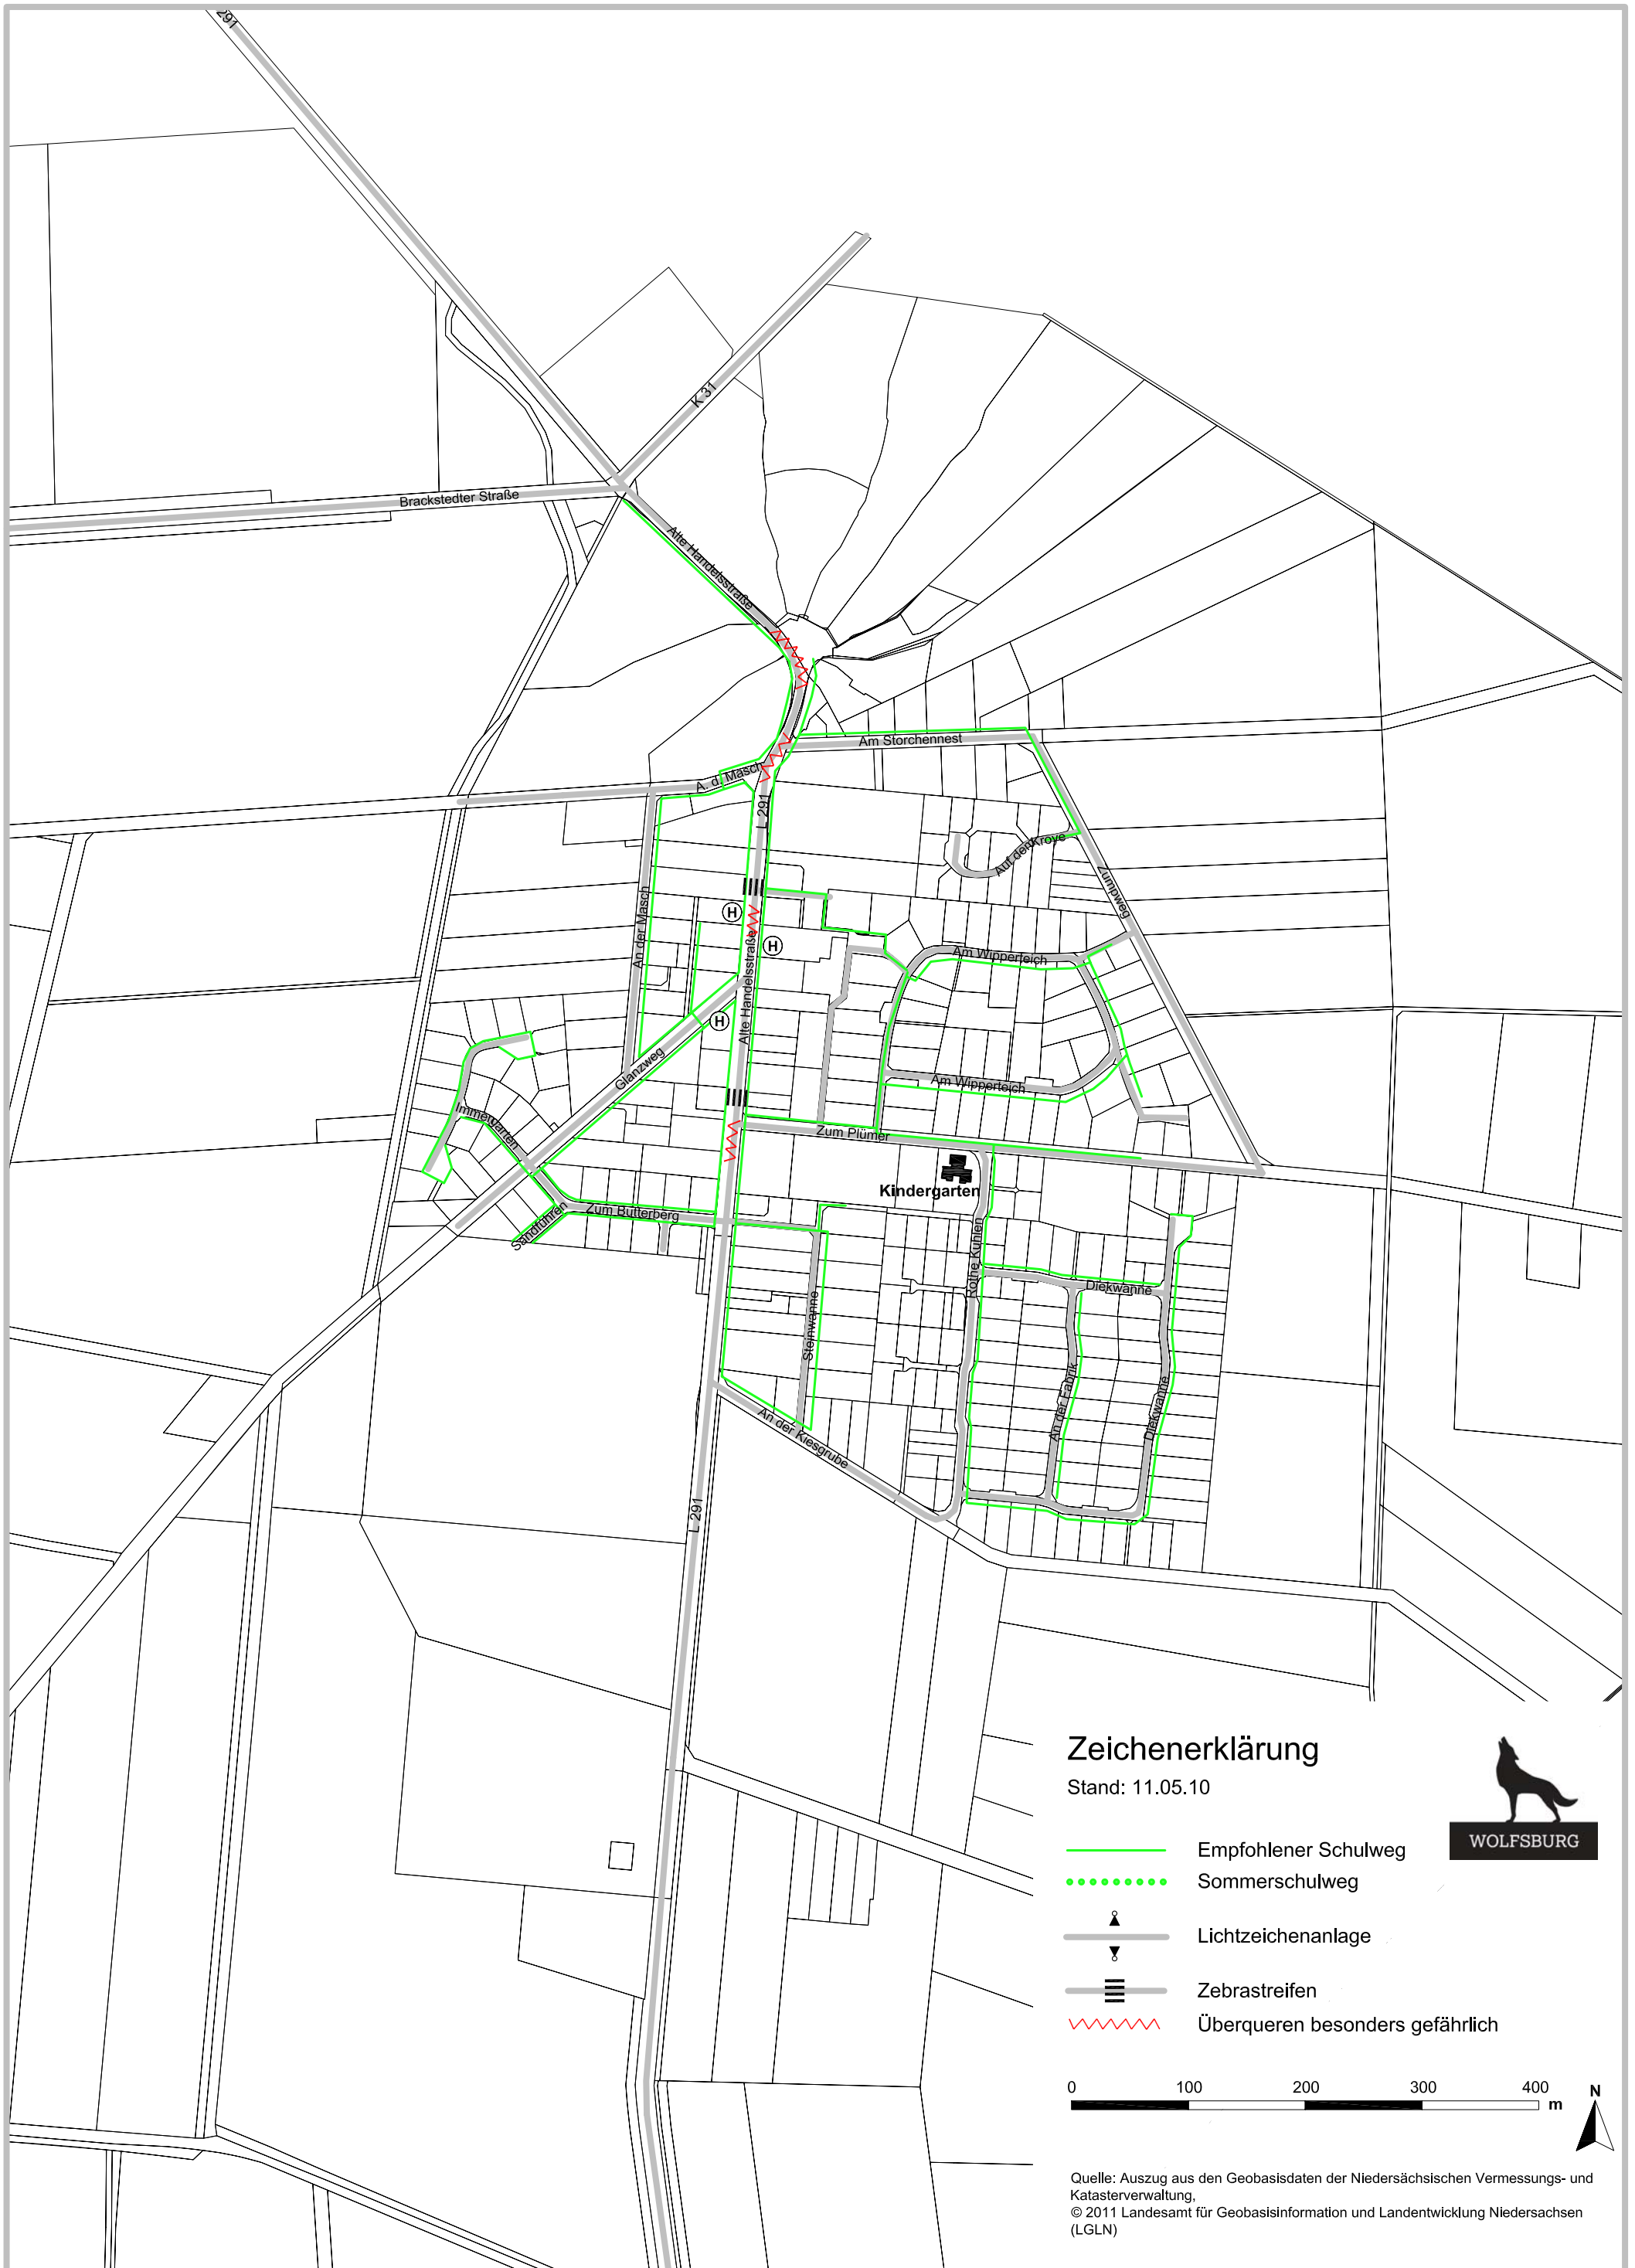 291
K 31
Brackstedter Straße
Alte Handelsstraße
Am Storchennest
A. d. Masch
L 291
Auf der Kroye
Zumpweg
An der Masch
H
H
Alte Handelsstraße
Am Wipperteich
H
Glanzweg
Am Wipperteich
Immelgarten
Zum Plümer
Kindergarten
Sandfuhren
Zum Butterberg
Rothe Kuhlen
Diekwanne
Steinwanne
An der Fabrik
Diekwanne
An der Kiesgrube
L 291
Zeichenerklärung
Stand: 11.05.10
WOLFSBURG
Empfohlener Schulweg
Sommerschulweg
Lichtzeichenanlage
Zebrastreifen
Überqueren besonders gefährlich
0 100 200 300 400
m
N
Quelle: Auszug aus den Geobasisdaten der Niedersächsischen Vermessungs- und
Katasterverwaltung,
© 2011 Landesamt für Geobasisinformation und Landentwicklung Niedersachsen
(LGLN)